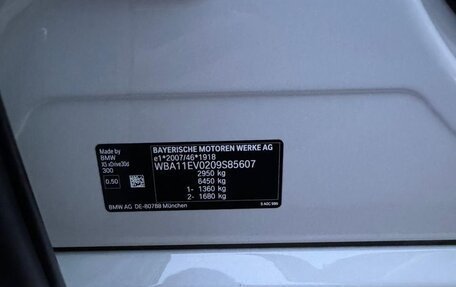 BAYERISCHE MOTOREN WERKE AG
e1*2007/46*1918
WBA11EV0209S85607
2950 kg
6450 kg
1- 1360 kg
2- 1680 kg
Made by
BMW
X5 xDrive30d
300
0.50
BMW AG DE-80788 München